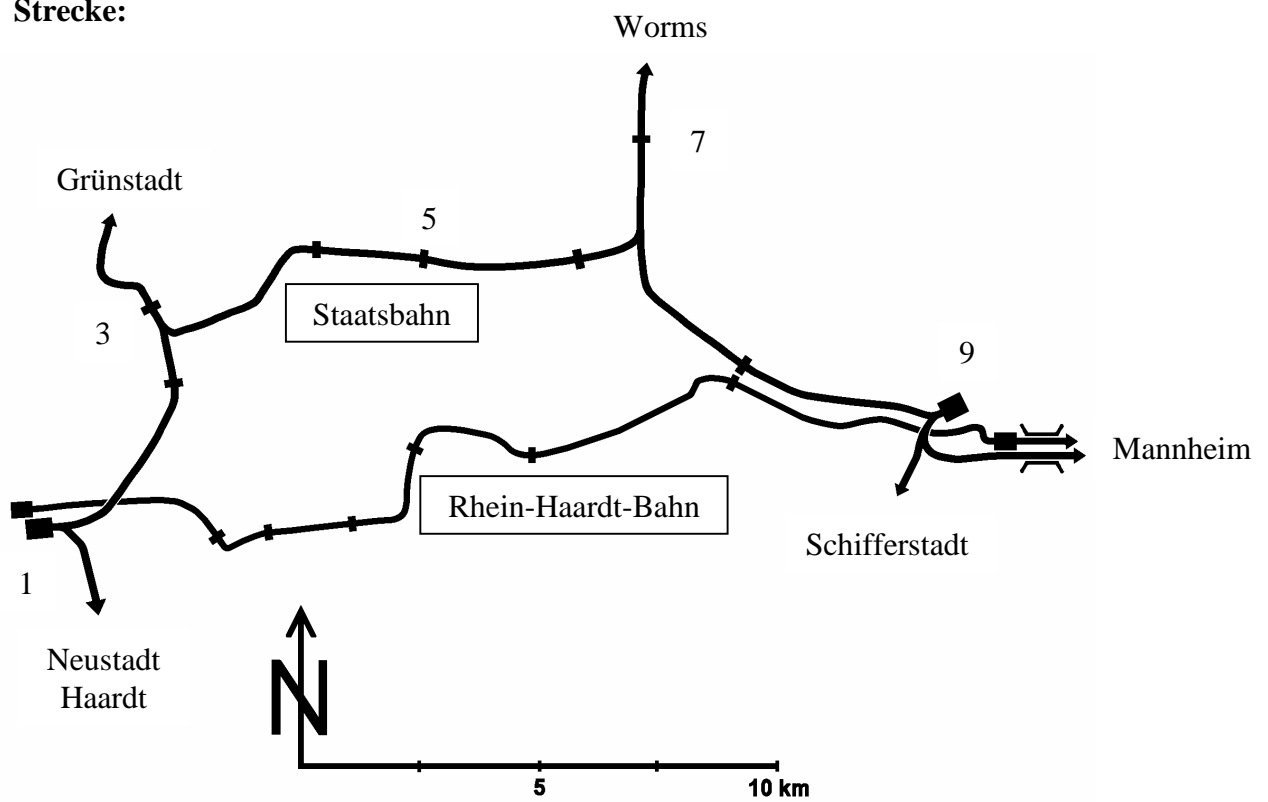 Strecke:
Worms
7
Grünstadt
5
Staatsbahn
3
9
Mannheim
Rhein-Haardt-Bahn
Schifferstadt
1
Neustadt
Haardt
N
5
10 km